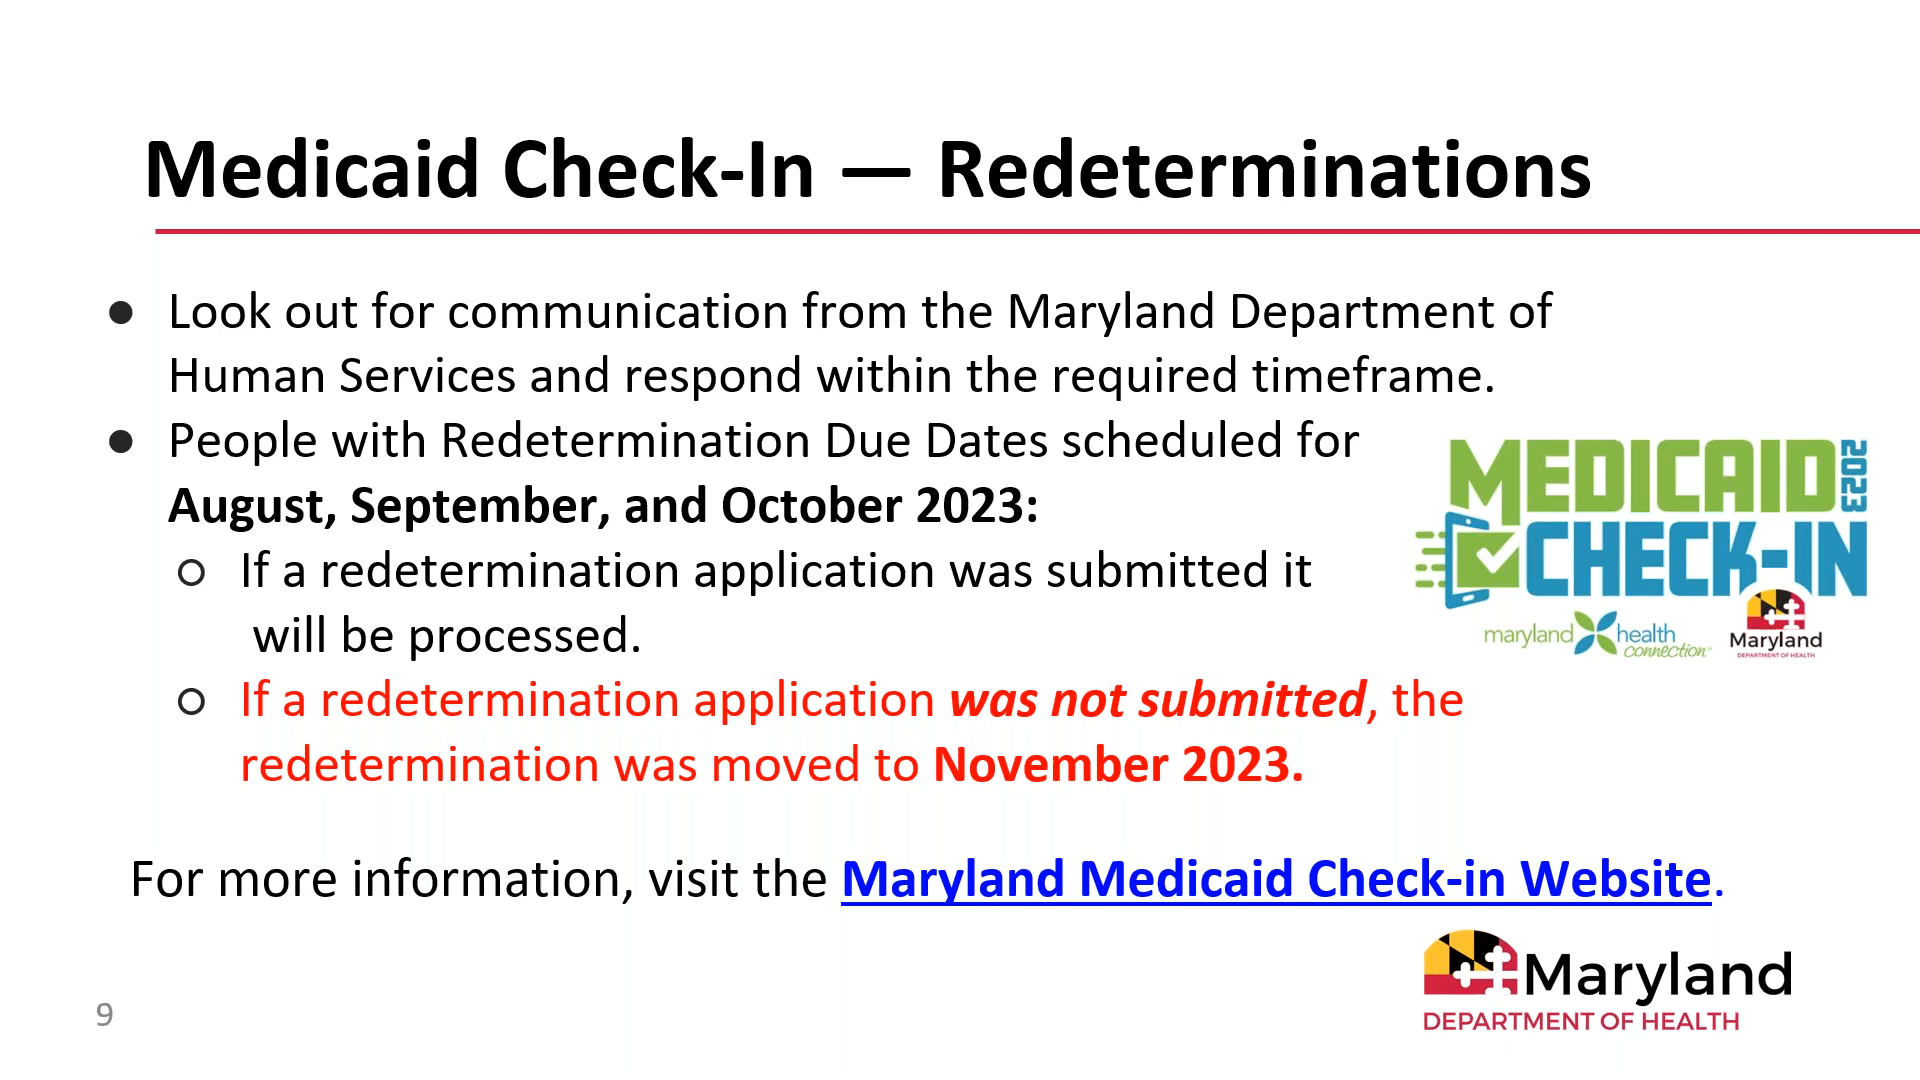 Medicaid Check-In — Redeterminations
● Look out for communication from the Maryland Department of
Human Services and respond within the required timeframe.
● People with Redetermination Due Dates scheduled for
August, September, and October 2023:
○ If a redetermination application was submitted it
will be processed.
○ If a redetermination application was not submitted, the
redetermination was moved to November 2023.
MEDICAID 2023
CHECK-IN
maryland health connection
Maryland
DEPARTMENT OF HEALTH
For more information, visit the Maryland Medicaid Check-in Website.
Maryland
DEPARTMENT OF HEALTH
9